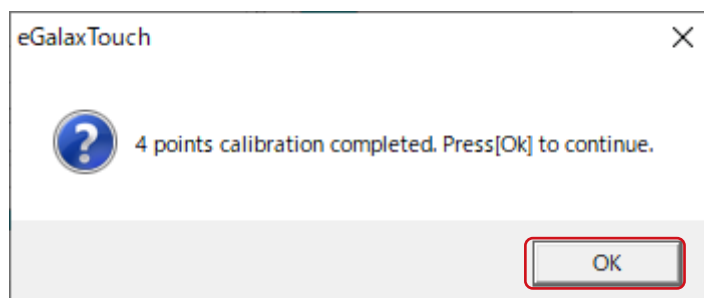 eGalaxTouch
4 points calibration completed. Press[Ok] to continue.
OK